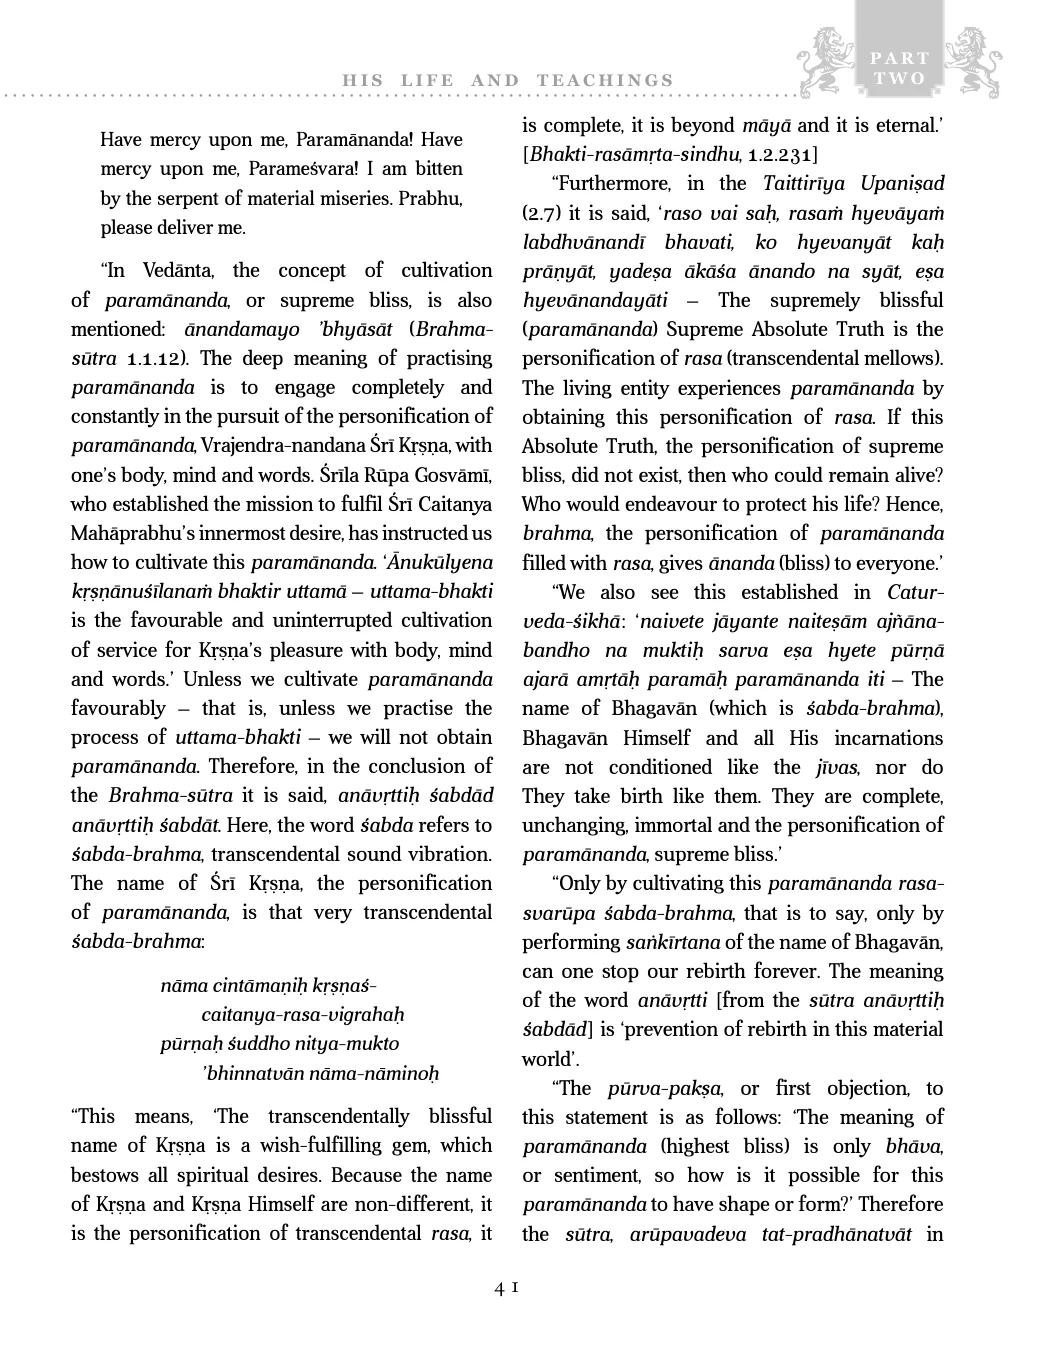 HIS LIFE AND TEACHINGS
PART
TWO
Have mercy upon me, Paramānanda! Have
mercy upon me, Parameśvara! I am bitten
by the serpent of material miseries. Prabhu,
please deliver me.
“In Vedānta, the concept of cultivation
of paramānanda, or supreme bliss, is also
mentioned: ānandamayo ’bhyāsāt (Brahma-
sūtra 1.1.12). The deep meaning of practising
paramānanda is to engage completely and
constantly in the pursuit of the personification of
paramānanda, Vrajendra-nandana Śrī Kṛṣṇa, with
one’s body, mind and words. Śrīla Rūpa Gosvāmī,
who established the mission to fulfil Śrī Caitanya
Mahāprabhu’s innermost desire, has instructed us
how to cultivate this paramānanda. ‘Ānukūlyena
kṛṣṇānuśīlanaṁ bhaktir uttamā – uttama-bhakti
is the favourable and uninterrupted cultivation
of service for Kṛṣṇa’s pleasure with body, mind
and words.’ Unless we cultivate paramānanda
favourably – that is, unless we practise the
process of uttama-bhakti – we will not obtain
paramānanda. Therefore, in the conclusion of
the Brahma-sūtra it is said, anāvṛttiḥ śabdād
anāvṛttiḥ śabdāt. Here, the word śabda refers to
śabda-brahma, transcendental sound vibration.
The name of Śrī Kṛṣṇa, the personification
of paramānanda, is that very transcendental
śabda-brahma:
nāma cintāmaṇiḥ kṛṣṇaś-
caitanya-rasa-vigrahaḥ
pūrṇaḥ śuddho nitya-mukto
’bhinnatvān nāma-nāminoḥ
“This means, ‘The transcendentally blissful
name of Kṛṣṇa is a wish-fulfilling gem, which
bestows all spiritual desires. Because the name
of Kṛṣṇa and Kṛṣṇa Himself are non-different, it
is the personification of transcendental rasa, it
is complete, it is beyond māyā and it is eternal.’
[Bhakti-rasāmṛta-sindhu, 1.2.231]
“Furthermore, in the Taittirīya Upaniṣad
(2.7) it is said, ‘raso vai saḥ, rasaṁ hyevāyaṁ
labdhvānandī bhavati, ko hyevanyāt kaḥ
prāṇyāt, yadeṣa ākāśa ānando na syāt, eṣa
hyevānandayāti – The supremely blissful
(paramānanda) Supreme Absolute Truth is the
personification of rasa (transcendental mellows).
The living entity experiences paramānanda by
obtaining this personification of rasa. If this
Absolute Truth, the personification of supreme
bliss, did not exist, then who could remain alive?
Who would endeavour to protect his life? Hence,
brahma, the personification of paramānanda
filled with rasa, gives ānanda (bliss) to everyone.’
“We also see this established in Catur-
veda-śikhā: ‘naivete jāyante naiteṣām ajñāna-
bandho na muktiḥ sarva eṣa hyete pūrṇā
ajarā amṛtāḥ paramāḥ paramānanda iti – The
name of Bhagavān (which is śabda-brahma),
Bhagavān Himself and all His incarnations
are not conditioned like the jīvas, nor do
They take birth like them. They are complete,
unchanging, immortal and the personification of
paramānanda, supreme bliss.’
“Only by cultivating this paramānanda rasa-
svarūpa śabda-brahma, that is to say, only by
performing saṅkīrtana of the name of Bhagavān,
can one stop our rebirth forever. The meaning
of the word anāvṛtti [from the sūtra anāvṛttiḥ
śabdād] is ‘prevention of rebirth in this material
world’.
“The pūrva-pakṣa, or first objection, to
this statement is as follows: ‘The meaning of
paramānanda (highest bliss) is only bhāva,
or sentiment, so how is it possible for this
paramānanda to have shape or form?’ Therefore
the sūtra, arūpavadeva tat-pradhānatvāt in
41